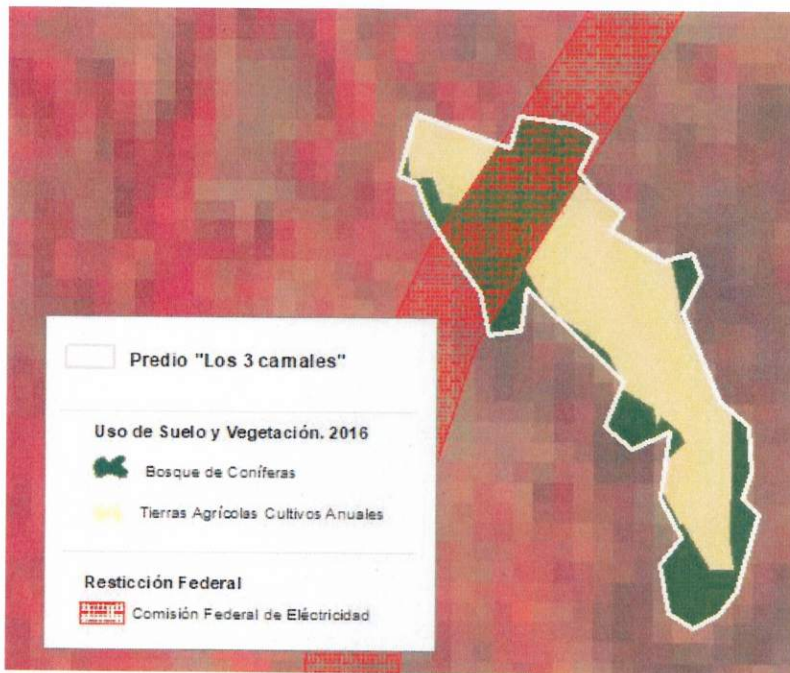 Predio "Los 3 camales"
Uso de Suelo y Vegetación. 2016
Bosque de Coníferas
Tierras Agrícolas Cultivos Anuales
Resticción Federal
Comisión Federal de Eléctricidad